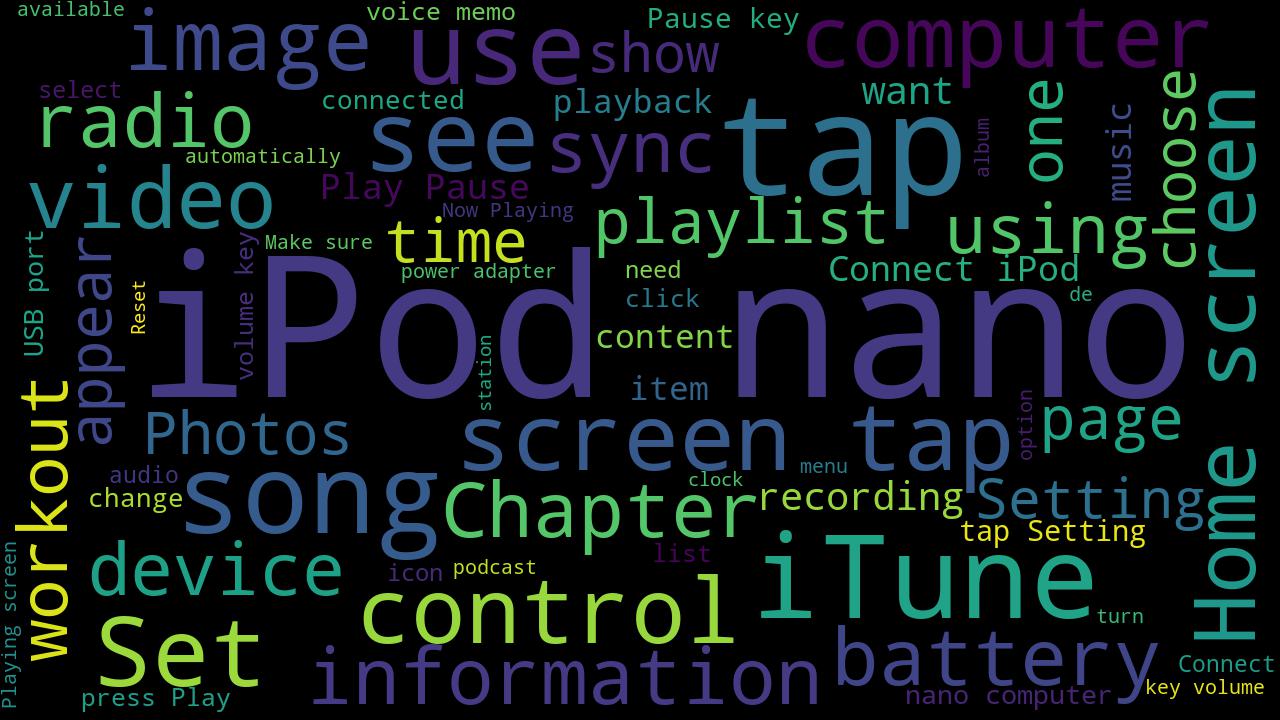 available
voice memo
Pause key
image
use
show
computer
select
radio
connected
playback
want
one
music
choose
screen
see
sync
tap
album
automatically
video
Play Pause
Now Playing
playlist
using
USB port
appear
Make sure
time
power adapter
need
Connect iPod
Reset
volume key
iPod nano
click
de
content
station
item
workout
Photos
screen tap
option
page
Home screen
audio
change
song
menu
clock
Chapter
recording
Setting
tap Setting
device
icon
podcast
list
iTune
Playing screen
Set
control
turn
information
battery
Connect
press Play
nano computer
key volume